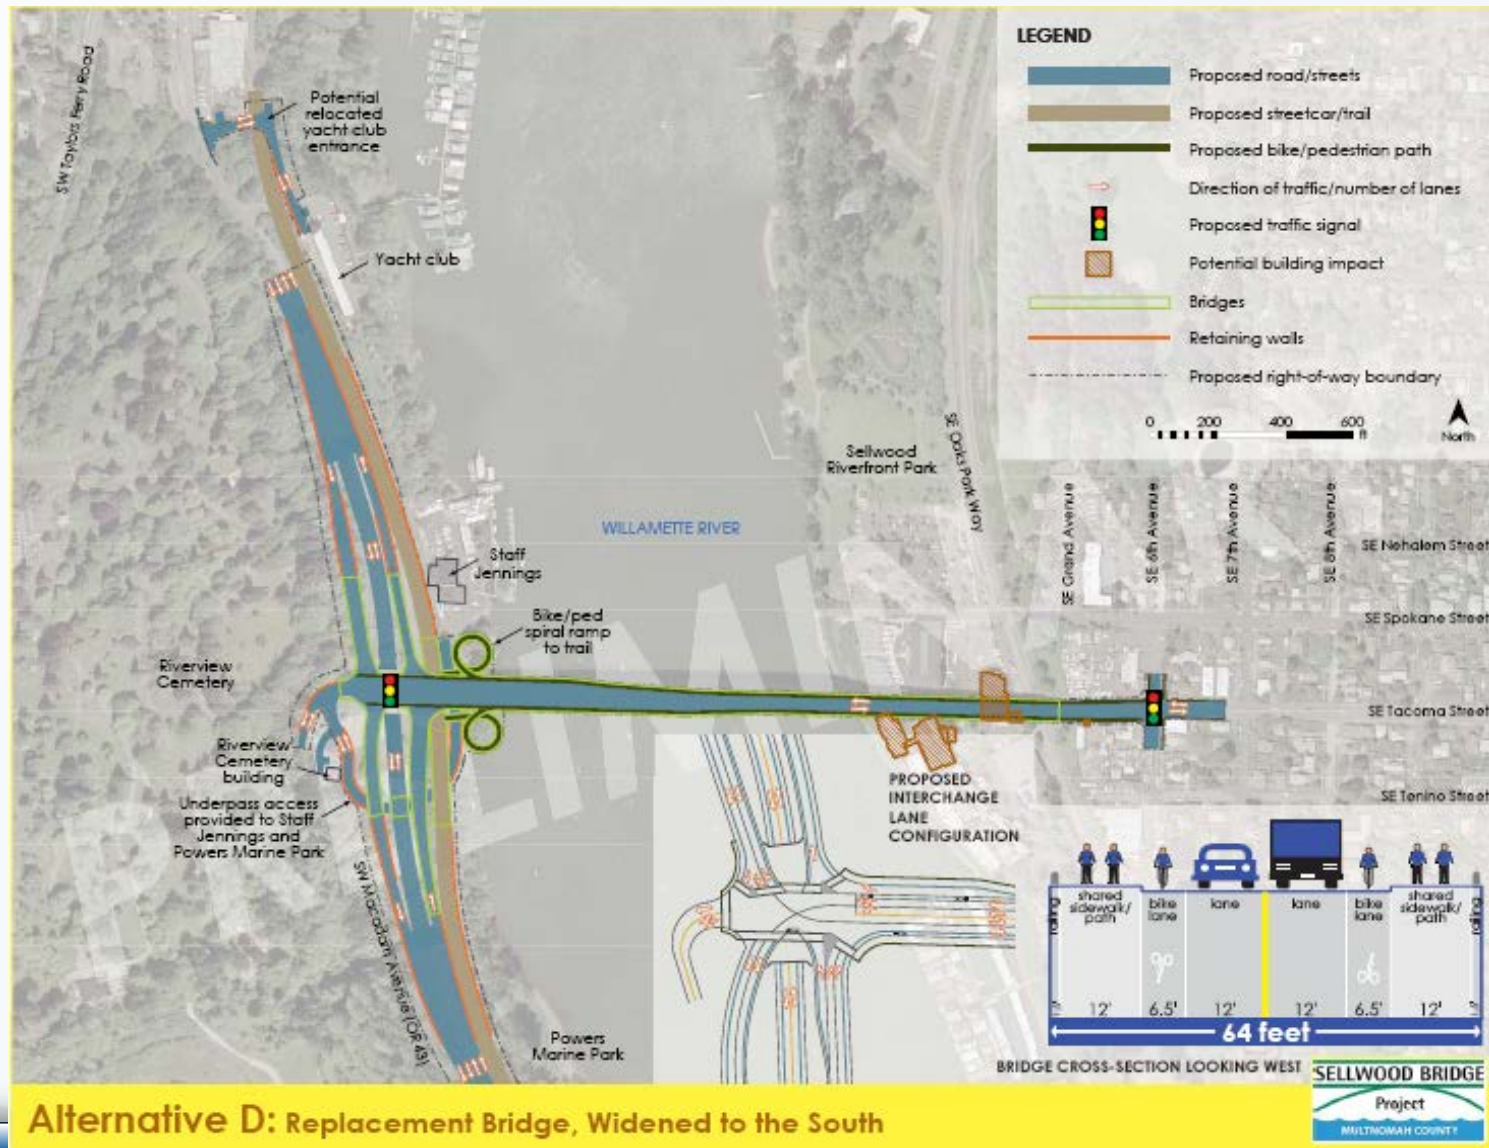 LEGEND
Proposed road/streets
Proposed streetcar/trail
Proposed bike/pedestrian path
Direction of traffic/number of lanes
Proposed traffic signal
Potential building impact
Bridges
Retaining walls
Proposed right-of-way boundary
0 200 400 600
ft
North
SW Taylors Ferry Road
Potential
relocated
yacht club
entrance
Yacht club
Sellwood
Riverfront Park
SE Oaks Park Way
WILLAMETTE RIVER
Staff
Jennings
SE Grand Avenue
SE 6th Avenue
SE 7th Avenue
SE 8th Avenue
SE Nehalem Street
SE Spokane Street
SE Tacoma Street
SE Tenino Street
Bike/ped
spiral ramp
to trail
Riverview
Cemetery
Riverview
Cemetery
building
Underpass access
provided to Staff
Jennings and
Powers Marine Park
SW Macadam Avenue (OR 43)
Powers
Marine Park
PROPOSED
INTERCHANGE
LANE
CONFIGURATION
railing
shared
sidewalk/
path
bike
lane
lane
lane
bike
lane
shared
sidewalk/
path
railing
1' 12' 6.5' 12' 12' 6.5' 12' 1'
64 feet
BRIDGE CROSS-SECTION LOOKING WEST
SELLWOOD BRIDGE
Project
MULTNOMAH COUNTY
Alternative D: Replacement Bridge, Widened to the South